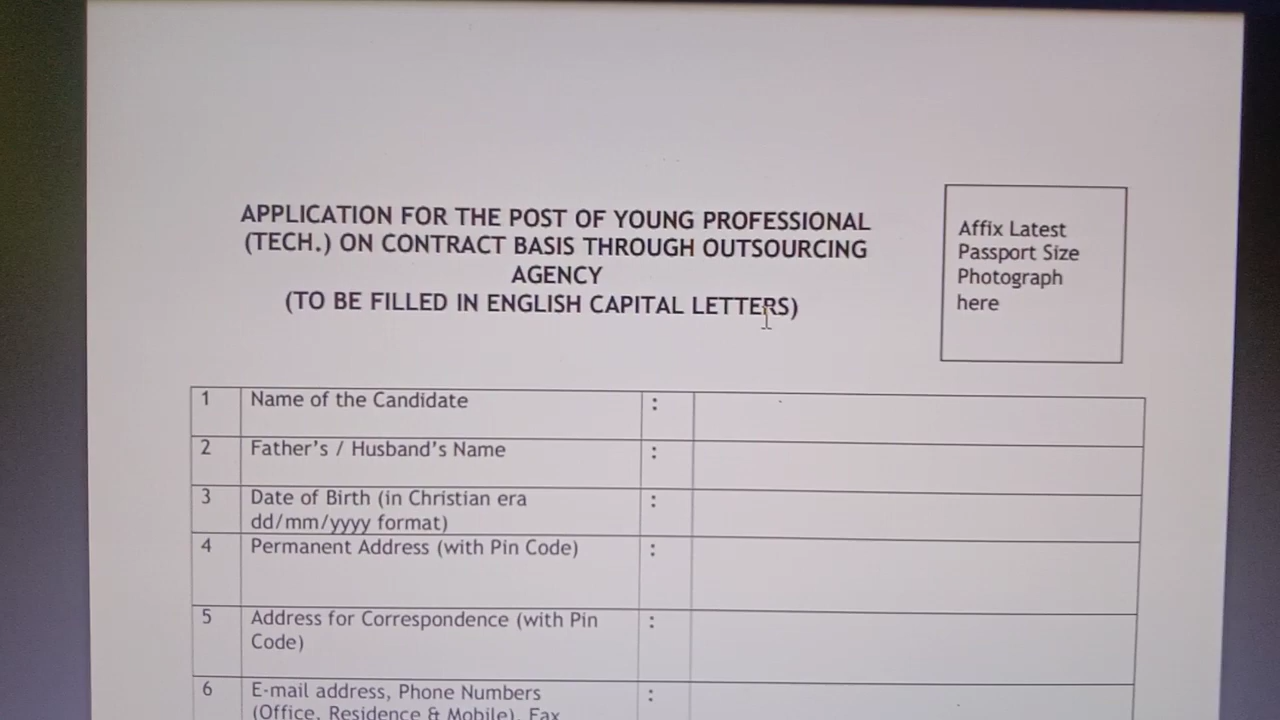 APPLICATION FOR THE POST OF YOUNG PROFESSIONAL
(TECH.) ON CONTRACT BASIS THROUGH OUTSOURCING
AGENCY
(TO BE FILLED IN ENGLISH CAPITAL LETTERS)
Affix Latest
Passport Size
Photograph
here
1 Name of the Candidate :
2 Father's / Husband's Name :
3 Date of Birth (in Christian era :
dd/mm/yyyy format)
4 Permanent Address (with Pin Code) :
5 Address for Correspondence (with Pin :
Code)
6 E-mail address, Phone Numbers :
(Office, Residence & Mobile), Fax